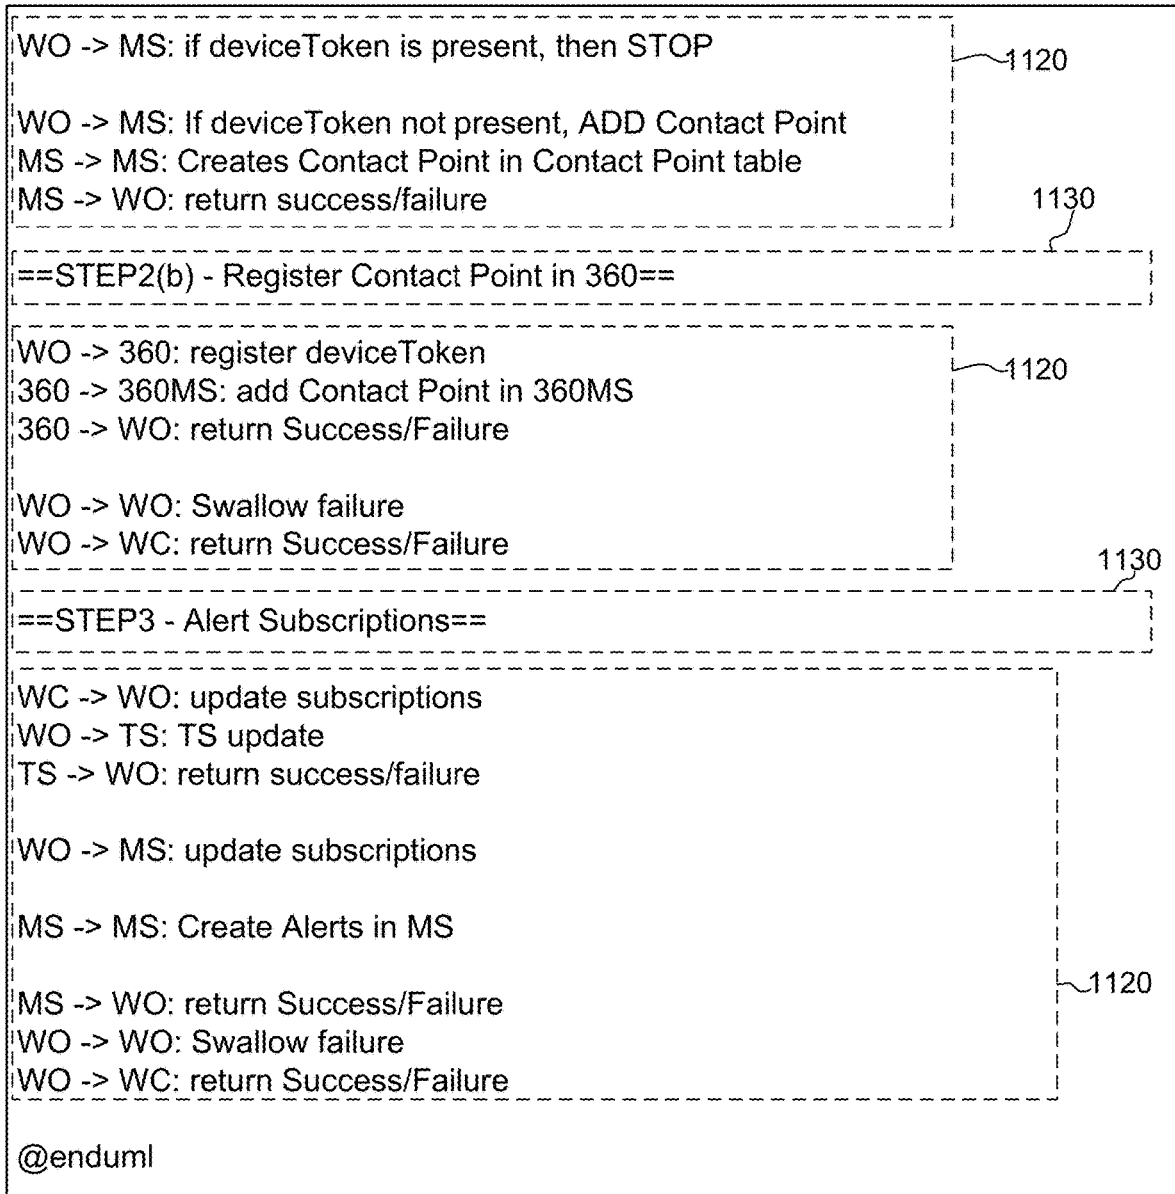 WO -> MS: if deviceToken is present, then STOP
1120
WO -> MS: If deviceToken not present, ADD Contact Point
MS -> MS: Creates Contact Point in Contact Point table
MS -> WO: return success/failure
1130
==STEP2(b) - Register Contact Point in 360==
WO -> 360: register deviceToken
1120
360 -> 360MS: add Contact Point in 360MS
360 -> WO: return Success/Failure
WO -> WO: Swallow failure
WO -> WC: return Success/Failure
1130
==STEP3 - Alert Subscriptions==
WC -> WO: update subscriptions
WO -> TS: TS update
TS -> WO: return success/failure
WO -> MS: update subscriptions
MS -> MS: Create Alerts in MS
MS -> WO: return Success/Failure
1120
WO -> WO: Swallow failure
WO -> WC: return Success/Failure
@enduml